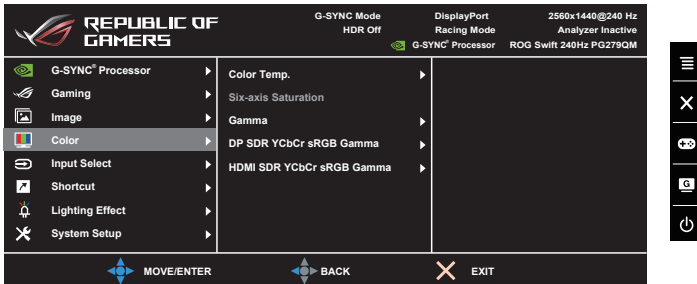 REPUBLIC OF
GAMERS
G-SYNC Mode
HDR Off
DisplayPort
Racing Mode
G-SYNC® Processor
2560x1440@240 Hz
Analyzer Inactive
ROG Swift 240Hz PG279QM
G-SYNC® Processor
Gaming
Image
Color
Input Select
Shortcut
Lighting Effect
System Setup
Color Temp.
Six-axis Saturation
Gamma
DP SDR YCbCr sRGB Gamma
HDMI SDR YCbCr sRGB Gamma
MOVE/ENTER
BACK
EXIT
G